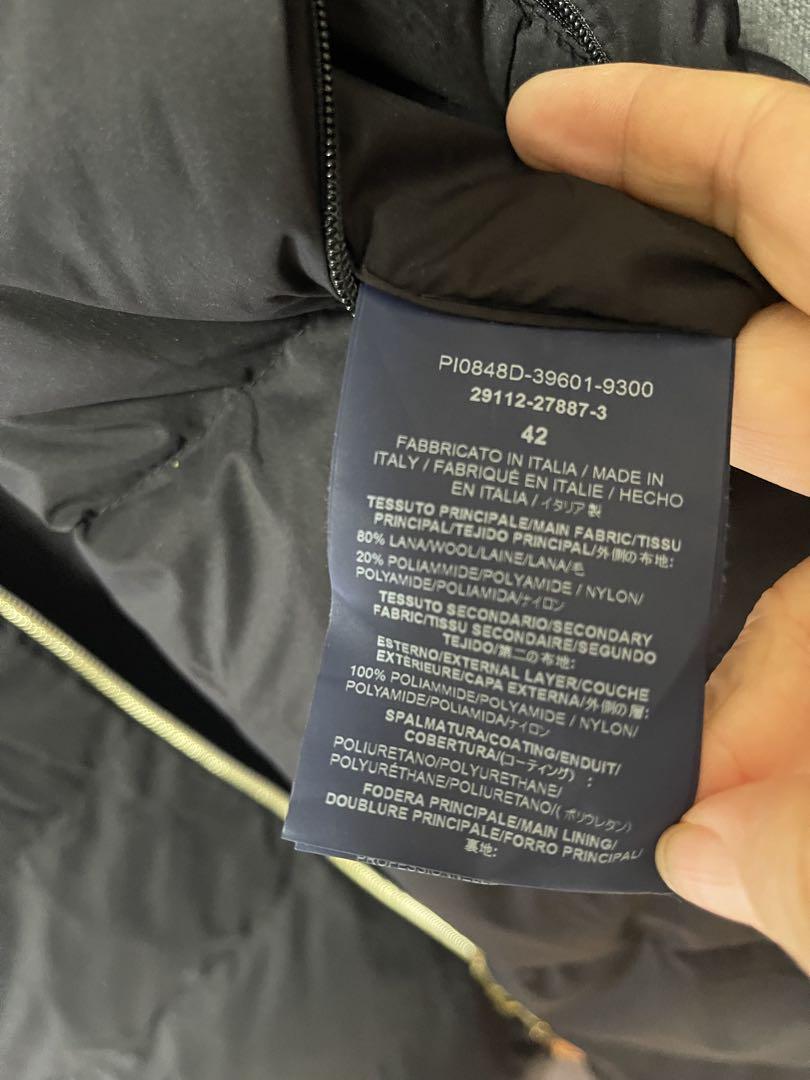 PI0848D-39601-9300
29112-27887-3
42
FABBRICATO IN ITALIA / MADE IN
ITALY / FABRIQUÉ EN ITALIE / HECHO
EN ITALIA / イタリア製
TESSUTO PRINCIPALE/MAIN FABRIC/TISSU
PRINCIPAL/TEJIDO PRINCIPAL/外側の布地:
80% LANA/WOOL/LAINE/LANA/毛
20% POLIAMMIDE/POLYAMIDE / NYLON/
POLYAMIDE/POLIAMIDA/ナイロン
TESSUTO SECONDARIO/SECONDARY
FABRIC/TISSU SECONDAIRE/SEGUNDO
TEJIDO/第二の布地:
ESTERNO/EXTERNAL LAYER/COUCHE
EXTERIEURE/CAPA EXTERNA/外側の層:
100% POLIAMMIDE/POLYAMIDE / NYLON/
POLYAMIDE/POLIAMIDA/ナイロン
SPALMATURA/COATING/ENDUIT/
COBERTURA/(コーティング) :
POLIURETANO/POLYURETHANE/
POLYURÉTHANE/POLIURETANO/(ポリウレタン)
FODERA PRINCIPALE/MAIN LINING/
DOUBLURE PRINCIPALE/FORRO PRINCIPAL/
裏地: